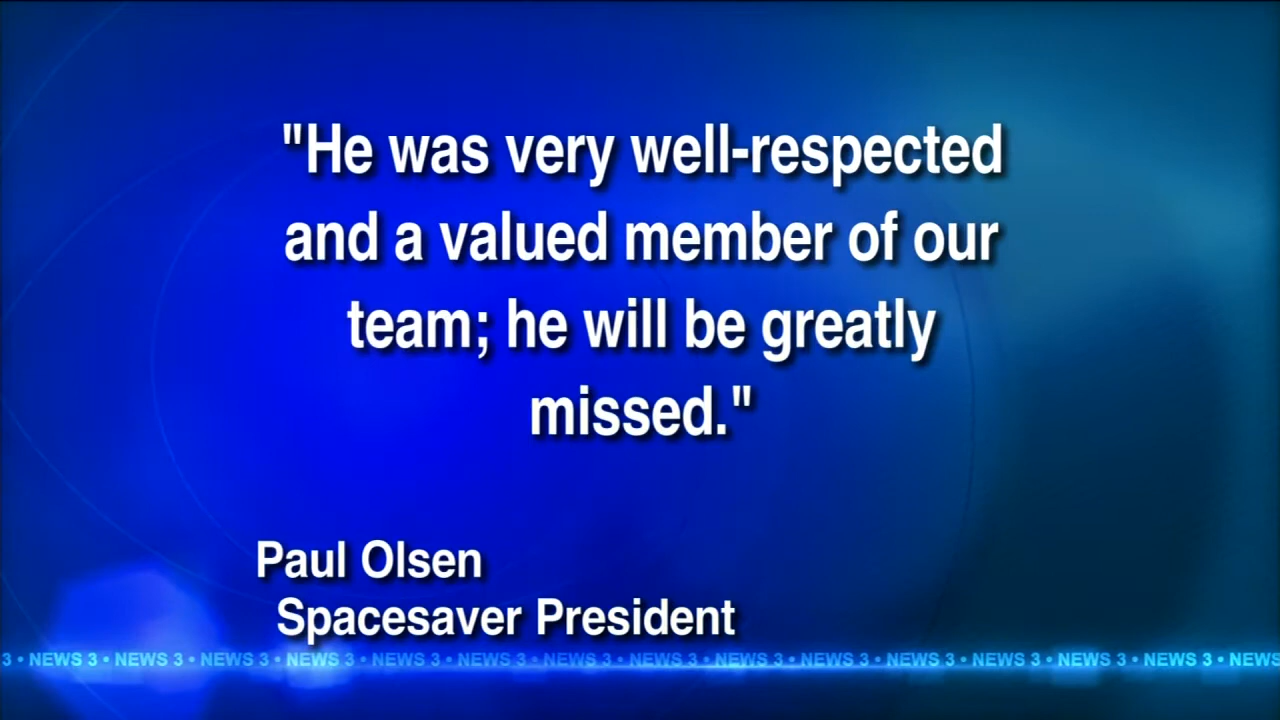 "He was very well-respected
and a valued member of our
team; he will be greatly
missed."
Paul Olsen
Spacesaver President
3 • NEWS 3 • NEWS 3 • NEWS 3 • NEWS 3 • NEWS 3 • NEWS 3 • NEWS 3 • NEWS 3 • NEWS 3 • NEWS 3 • NEWS 3 • NEWS 3 • NEWS 3 • NEWS